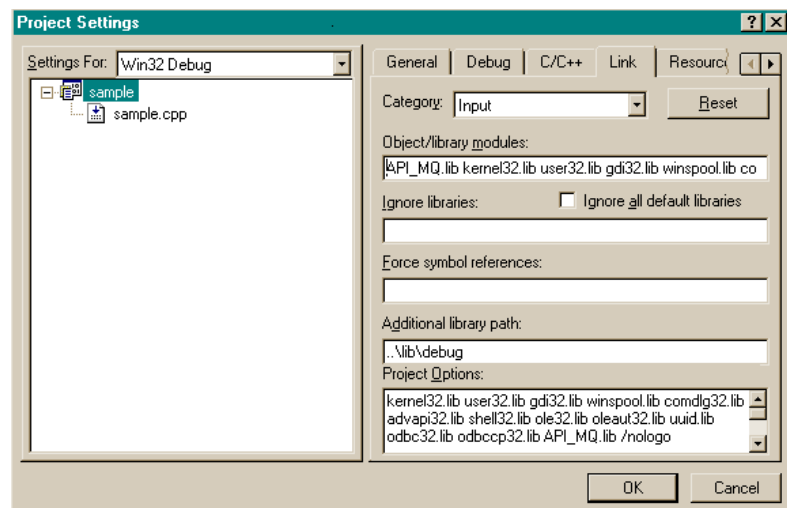 Project Settings
Settings For: Win32 Debug
sample
sample.cpp
General Debug C/C++ Link
Category: Input Reset
Object/library modules:
API_MQ.lib kernel32.lib user32.lib gdi32.lib winspool.lib co
Ignore libraries: Ignore all default libraries
Force symbol references:
Additional library path:
..\lib\debug
Project Options:
kernel32.lib user32.lib gdi32.lib winspool.lib comdlg32.lib
advapi32.lib shell32.lib ole32.lib oleaut32.lib uuid.lib
odbc32.lib odbccp32.lib API_MQ.lib /nologo
OK Cancel